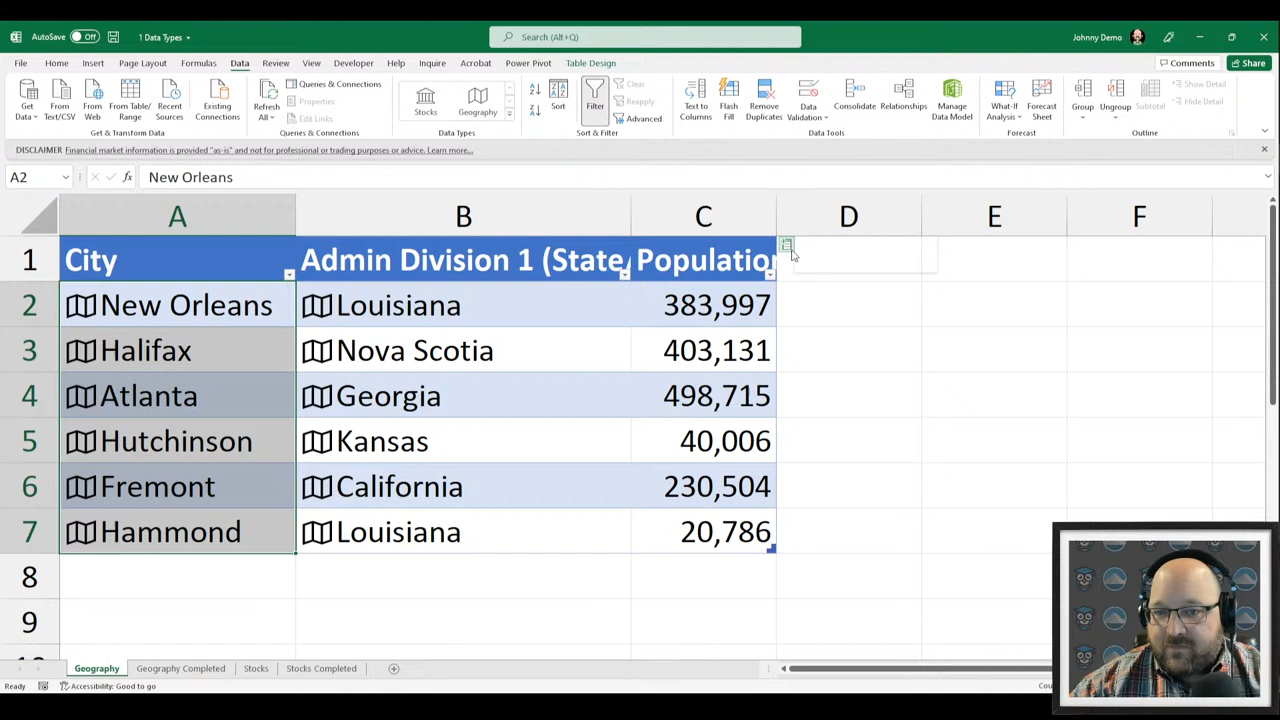 AutoSave Off 1 Data Types Search (Alt+Q) Johnny Demo
File Home Insert Page Layout Formulas Data Review View Developer Help Inquire Acrobat Power Pivot Table Design Comments Share
Get Data From Text/CSV From Web From Table/Range Recent Sources Existing Connections
Get & Transform Data
Refresh All Queries & Connections Properties Edit Links
Queries & Connections
Stocks Geography
Data Types
Sort Filter Clear Reapply Advanced
Sort & Filter
Text to Columns Flash Fill Remove Duplicates Data Validation Consolidate Relationships Manage Data Model
Data Tools
What-If Analysis Forecast Sheet
Forecast
Group Ungroup Subtotal Show Detail Hide Detail
Outline
DISCLAIMER Financial market information is provided "as-is" and not for professional or trading purposes or advice. Learn more...
A2 fx New Orleans
A B C D E F
1 City Admin Division 1 (State/ Population
2 New Orleans Louisiana 383,997
3 Halifax Nova Scotia 403,131
4 Atlanta Georgia 498,715
5 Hutchinson Kansas 40,006
6 Fremont California 230,504
7 Hammond Louisiana 20,786
8
9
Geography Geography Completed Stocks Stocks Completed
Ready Accessibility: Good to go